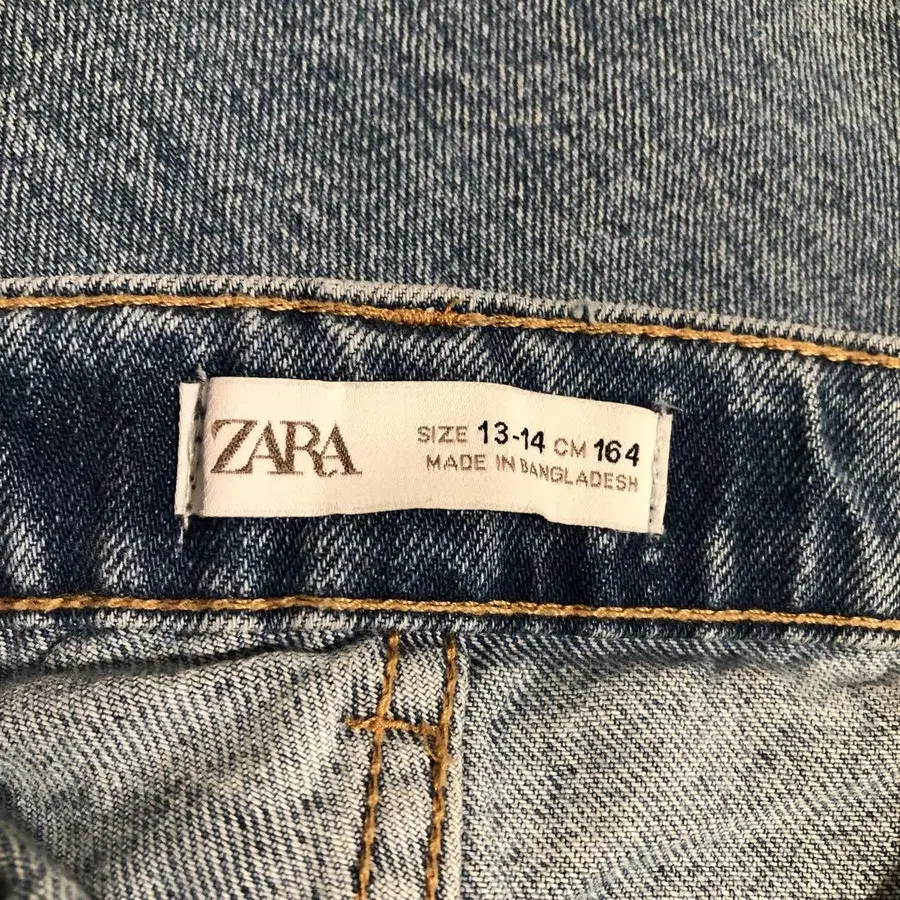 ZARA
SIZE 13-14 CM 164
MADE IN BANGLADESH